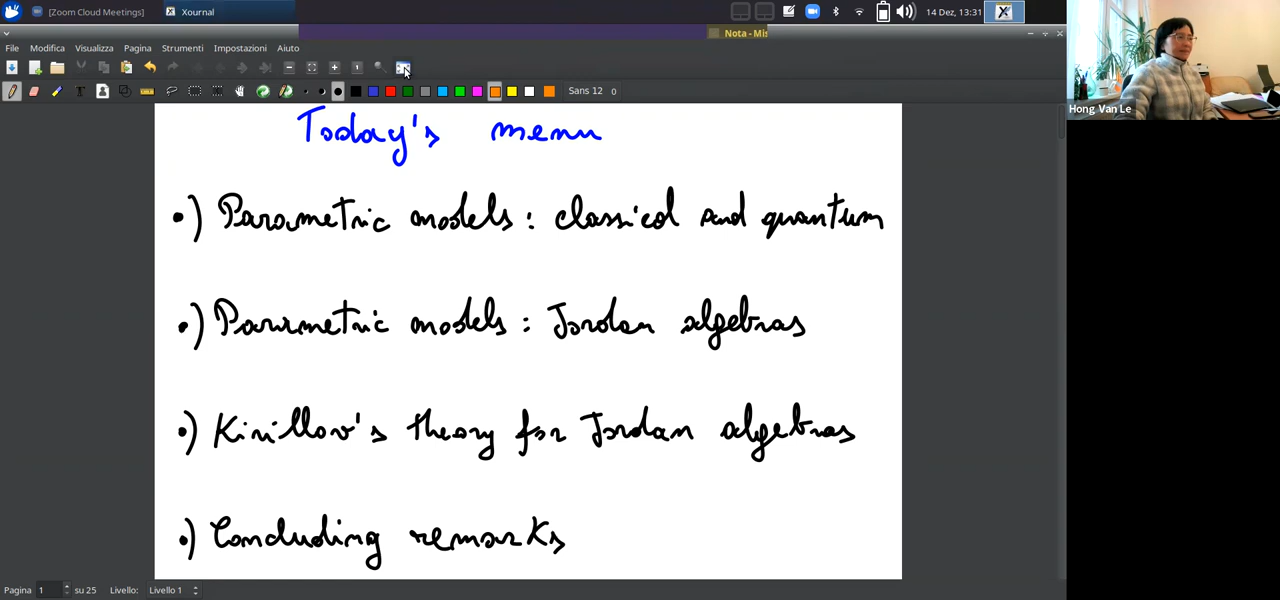 [Zoom Cloud Meetings]
Xournal
14 Dez, 13:31
Nota - Mis
File Modifica Visualizza Pagina Strumenti Impostazioni Aiuto
Sans 12
Hong Van Le
Today's menu
•) Parametric models: classical and quantum
•) Parametric models: Jordan algebras
•) Kirillov's theory for Jordan algebras
•) Concluding remarks
Pagina 1 su 25 Livello: Livello 1